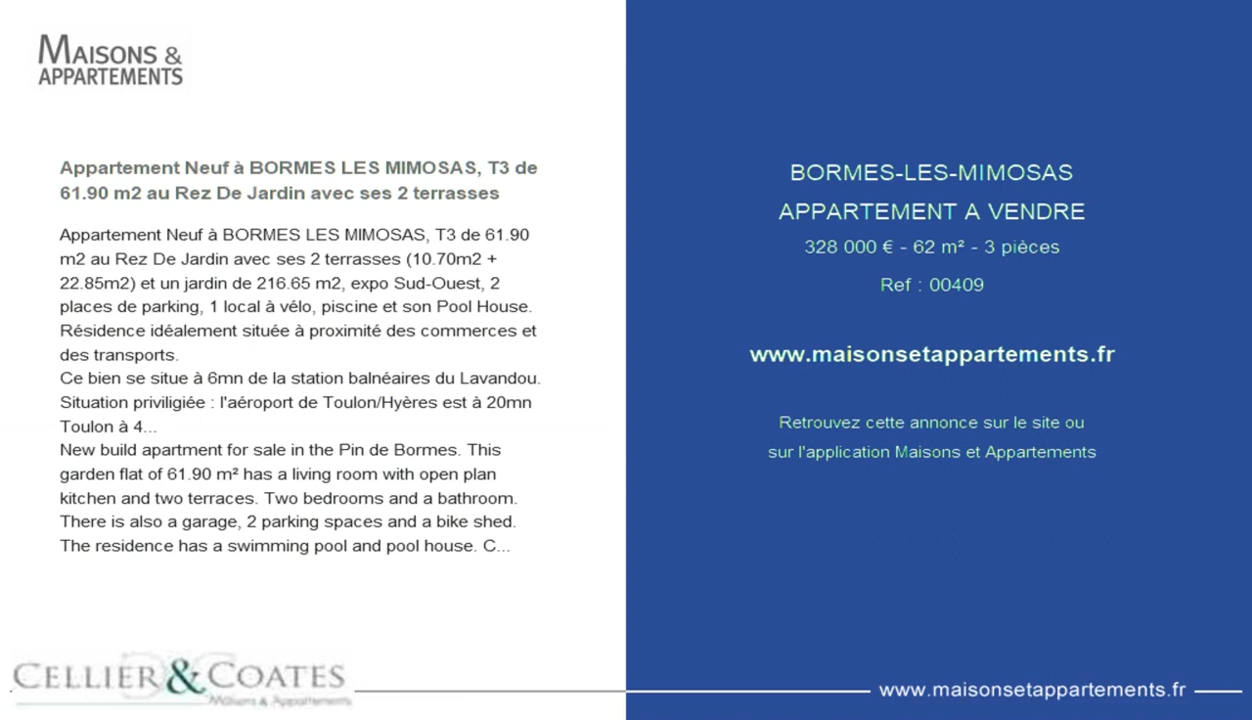 MAISONS &
APPARTEMENTS
Appartement Neuf à BORMES LES MIMOSAS, T3 de
61.90 m2 au Rez De Jardin avec ses 2 terrasses
Appartement Neuf à BORMES LES MIMOSAS, T3 de 61.90
m2 au Rez De Jardin avec ses 2 terrasses (10.70m2 +
22.85m2) et un jardin de 216.65 m2, expo Sud-Ouest, 2
places de parking, 1 local à vélo, piscine et son Pool House.
Résidence idéalement située à proximité des commerces et
des transports.
Ce bien se situe à 6mn de la station balnéaires du Lavandou.
Situation priviligiée : l'aéroport de Toulon/Hyères est à 20mn
Toulon à 4...
New build apartment for sale in the Pin de Bormes. This
garden flat of 61.90 m² has a living room with open plan
kitchen and two terraces. Two bedrooms and a bathroom.
There is also a garage, 2 parking spaces and a bike shed.
The residence has a swimming pool and pool house. C...
CELLIER & COATES
Maisons & Appartements
BORMES-LES-MIMOSAS
APPARTEMENT A VENDRE
328 000 € - 62 m² - 3 pièces
Ref : 00409
www.maisonsetappartements.fr
Retrouvez cette annonce sur le site ou
sur l'application Maisons et Appartements
www.maisonsetappartements.fr